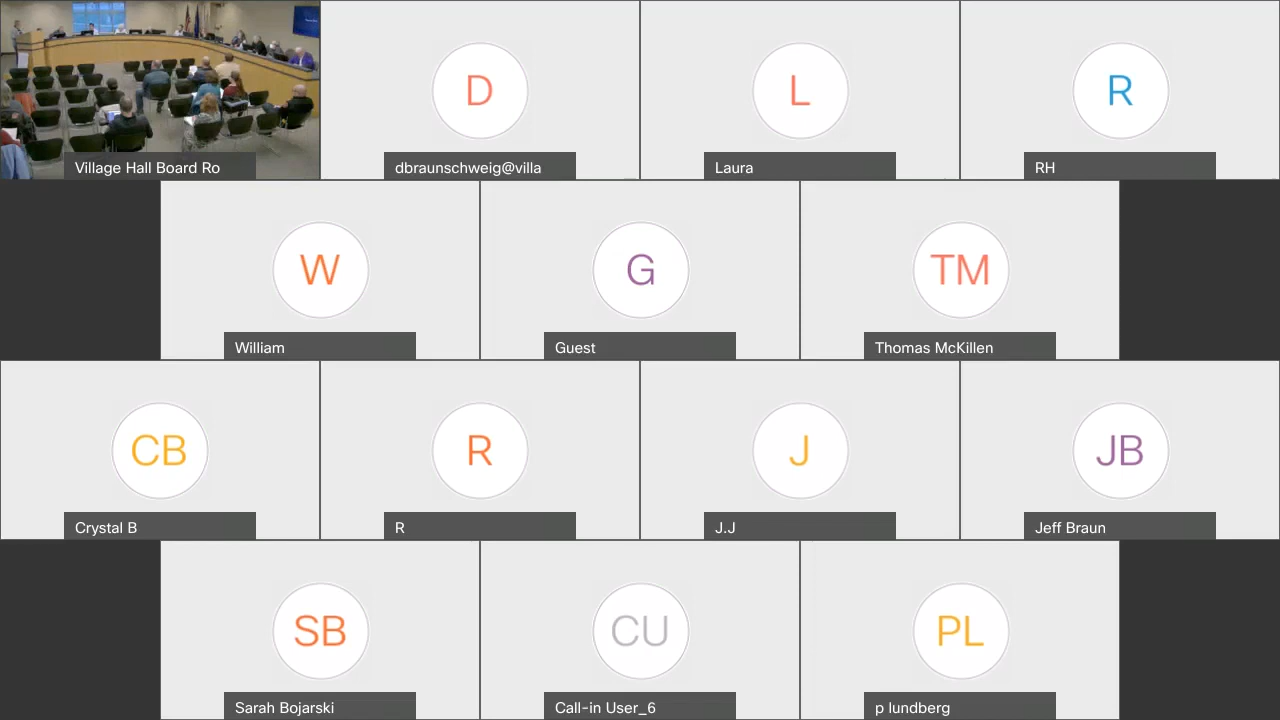 Village Hall Board Ro
D
dbraunschweig@villa
L
Laura
R
RH
W
William
G
Guest
TM
Thomas McKillen
CB
Crystal B
R
R
J
J.J
JB
Jeff Braun
SB
Sarah Bojarski
CU
Call-in User_6
PL
p lundberg